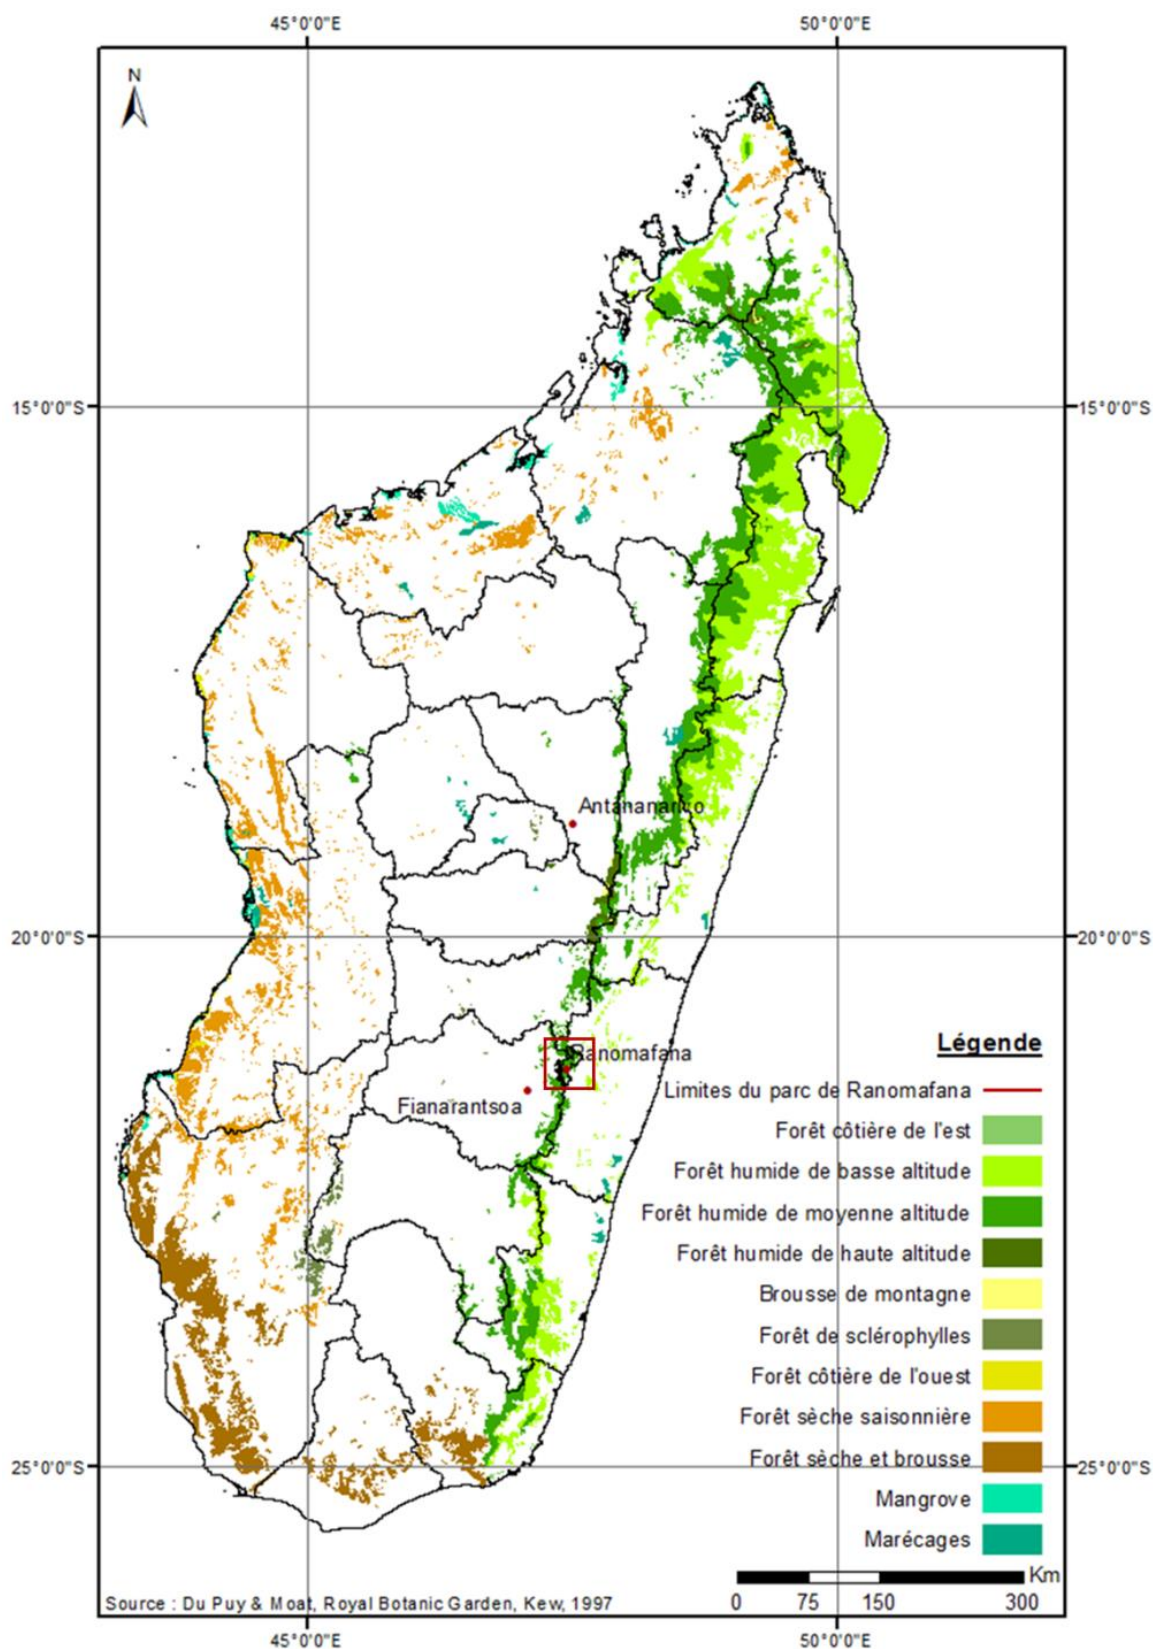 45°0'0"E
50°0'0"E
N
15°0'0"S
15°0'0"S
Antananarivo
20°0'0"S
20°0'0"S
Ranomafana
Fianarantsoa
Légende
Limites du parc de Ranomafana
Forêt côtière de l'est
Forêt humide de basse altitude
Forêt humide de moyenne altitude
Forêt humide de haute altitude
Brousse de montagne
Forêt de sclérophylles
Forêt côtière de l'ouest
Forêt sèche saisonnière
Forêt sèche et brousse
25°0'0"S
25°0'0"S
Mangrove
Marécages
Km
0 75 150 300
Source : Du Puy & Moat, Royal Botanic Garden, Kew, 1997
45°0'0"E
50°0'0"E